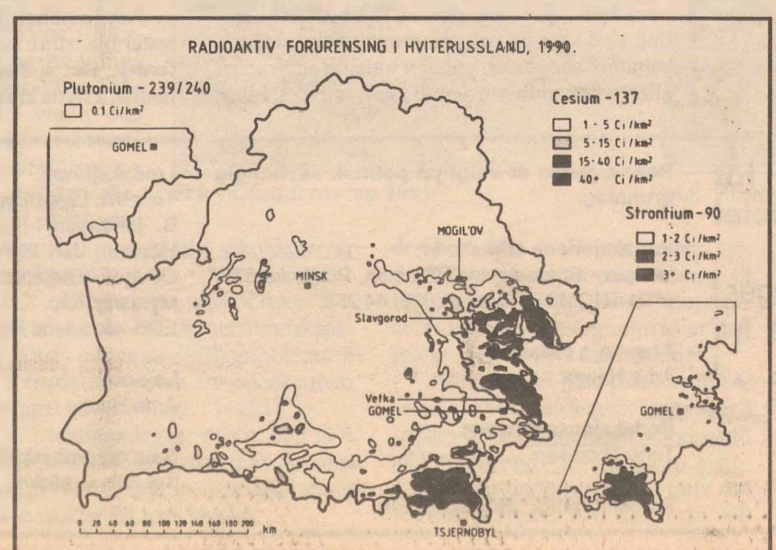 RADIOAKTIV FORURENSING I HVITERUSSLAND, 1990.
Plutonium - 239/240
0.1 Ci/km²
GOMEL
Cesium - 137
1 - 5 Ci/km²
5 - 15 Ci/km²
15-40 Ci/km²
40+ Ci/km²
Strontium - 90
1-2 Ci/km²
2-3 Ci/km²
3+ Ci/km²
MOGIL'OV
MINSK
Slavgorod
Vetka
GOMEL
GOMEL
TSJERNOBYL
0 20 40 60 80 100 120 140 160 180 200
km